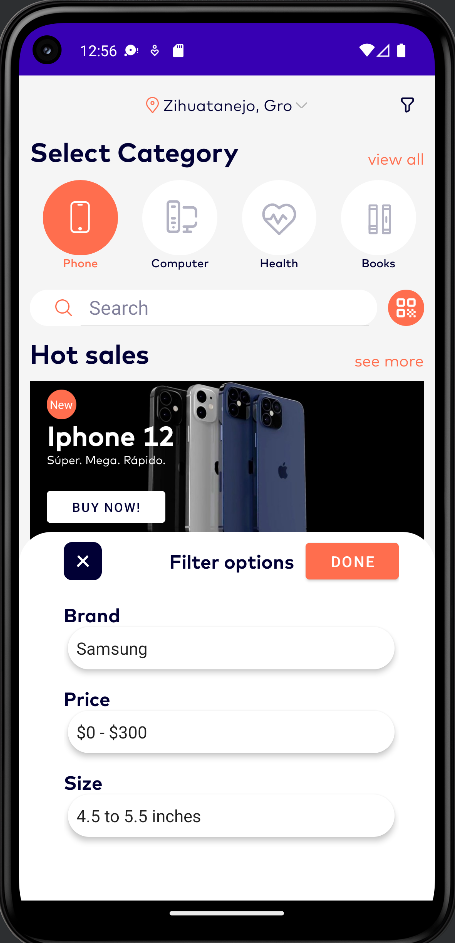 12:56
Zihuatanejo, Gro
Select Category
view all
Phone
Computer
Health
Books
Search
Hot sales
see more
New
Iphone 12
Súper. Mega. Rápido.
BUY NOW!
Filter options
DONE
Brand
Samsung
Price
$0 - $300
Size
4.5 to 5.5 inches